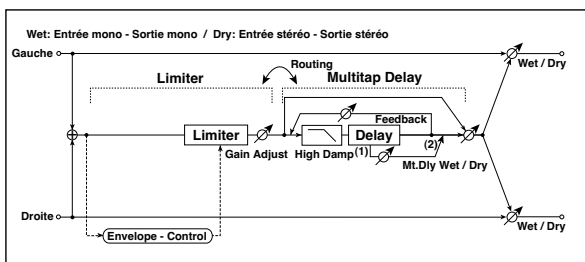 Wet: Entrée mono - Sortie mono / Dry: Entrée stéréo - Sortie stéréo
Gauche
Wet / Dry
Routing
Limiter
Multitap Delay
Feedback
Limiter
Gain Adjust
High Damp
Delay
(1)
(2)
Mt.Dly Wet / Dry
Droite
Wet / Dry
Envelope - Control